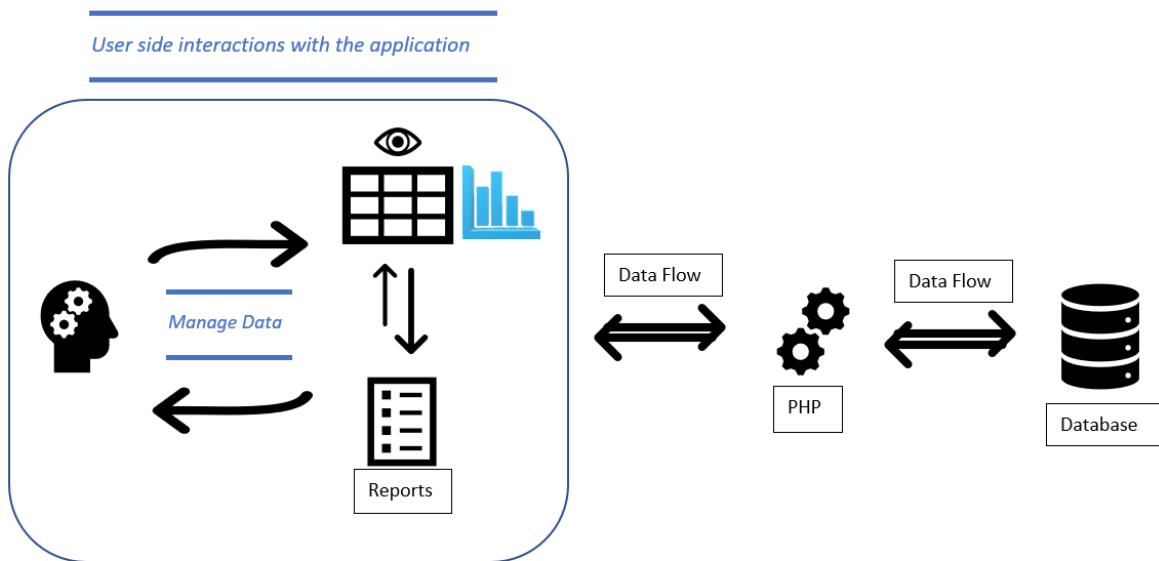 User side interactions with the application
Manage Data
Reports
Data Flow
PHP
Data Flow
Database